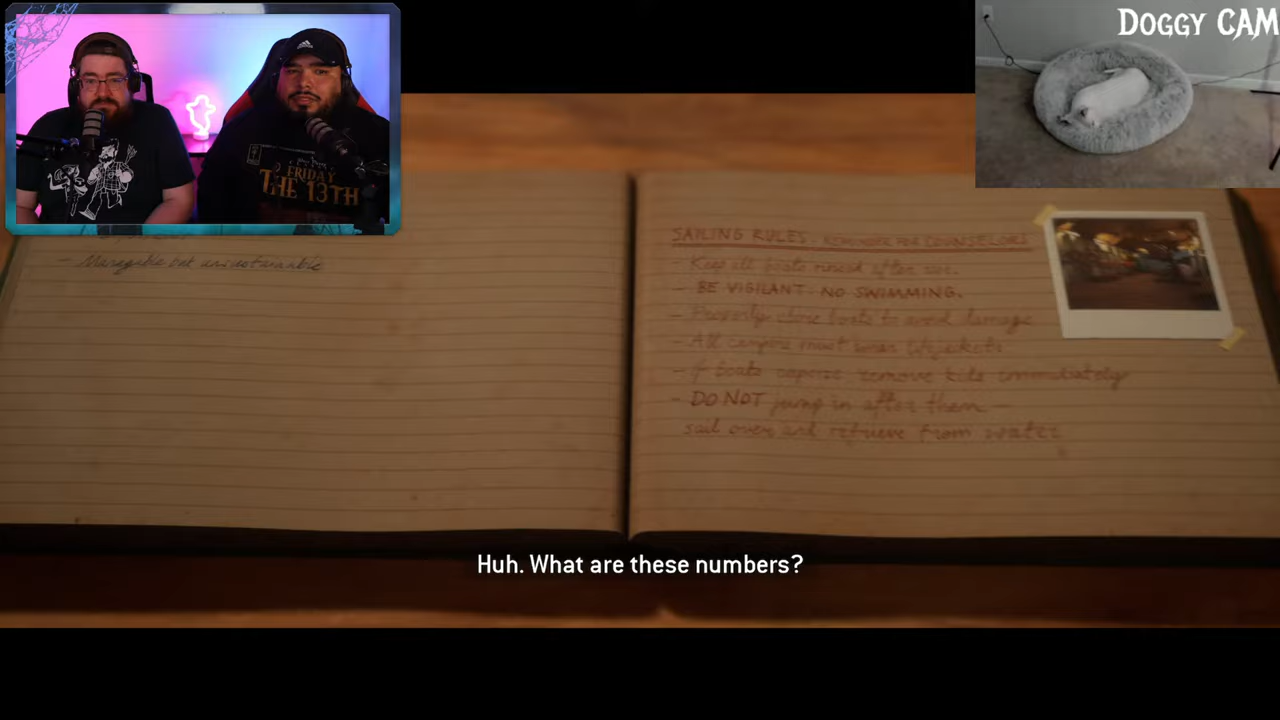 DOGGY CAM
FRIDAY
THE 13TH
- Manageable but unsustainable
SAILING RULES - REMINDER FOR COUNSELORS
- Keep all boats neat after use.
- BE VIGILANT: NO SWIMMING.
- Properly close boats to avoid damage
- All campers must wear lifejackets
- If boats capsize, remove kids immediately
- DO NOT jump in after them -
sail over and retrieve from water
Huh. What are these numbers?